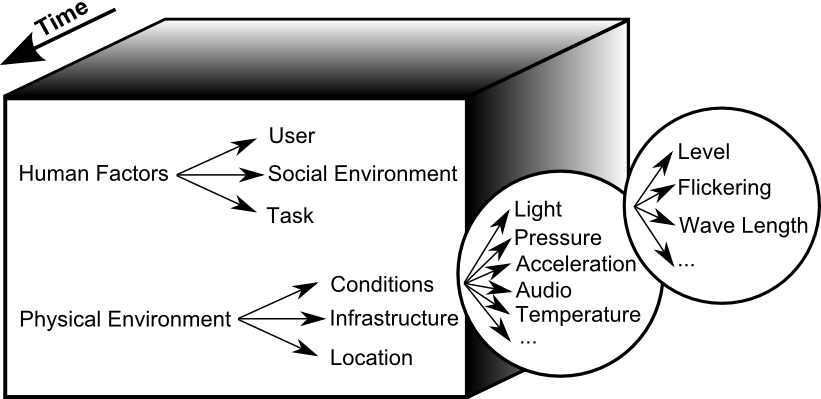 Time
Human Factors
User
Social Environment
Task
Physical Environment
Conditions
Infrastructure
Location
Light
Pressure
Acceleration
Audio
Temperature
...
Level
Flickering
Wave Length
...